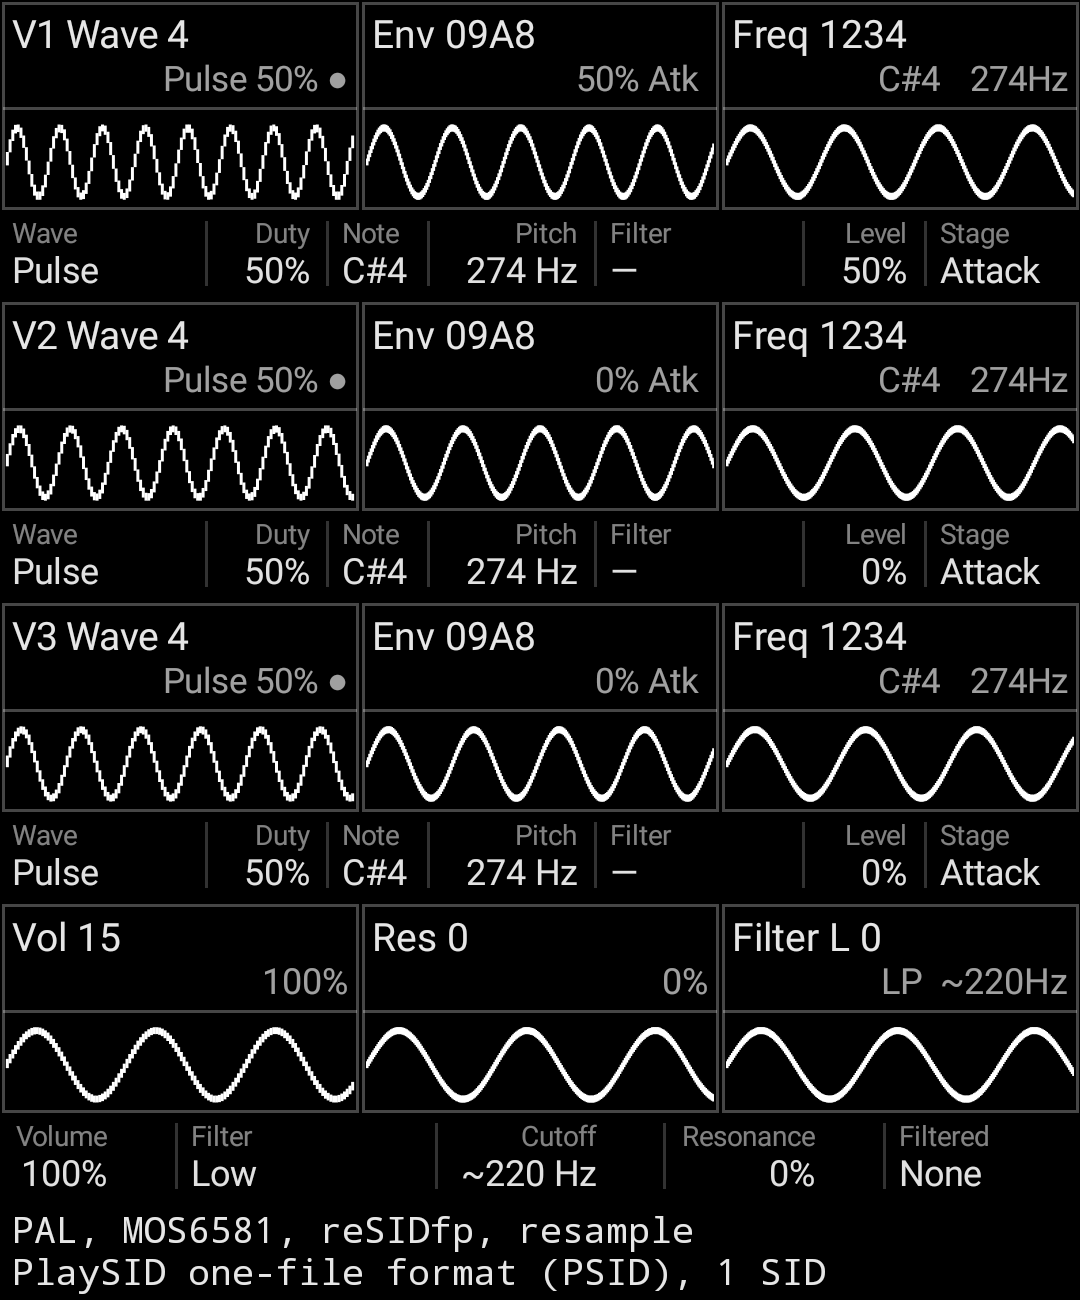 V1 Wave 4 Env 09A8 Freq 1234
Pulse 50% ● 50% Atk C#4 274Hz
Wave Duty Note Pitch Filter Level Stage
Pulse 50% C#4 274 Hz — 50% Attack
V2 Wave 4 Env 09A8 Freq 1234
Pulse 50% ● 0% Atk C#4 274Hz
Wave Duty Note Pitch Filter Level Stage
Pulse 50% C#4 274 Hz — 0% Attack
V3 Wave 4 Env 09A8 Freq 1234
Pulse 50% ● 0% Atk C#4 274Hz
Wave Duty Note Pitch Filter Level Stage
Pulse 50% C#4 274 Hz — 0% Attack
Vol 15 Res 0 Filter L 0
100% 0% LP ~220Hz
Volume Filter Cutoff Resonance Filtered
100% Low ~220 Hz 0% None
PAL, MOS6581, reSIDfp, resample
PlaySID one-file format (PSID), 1 SID